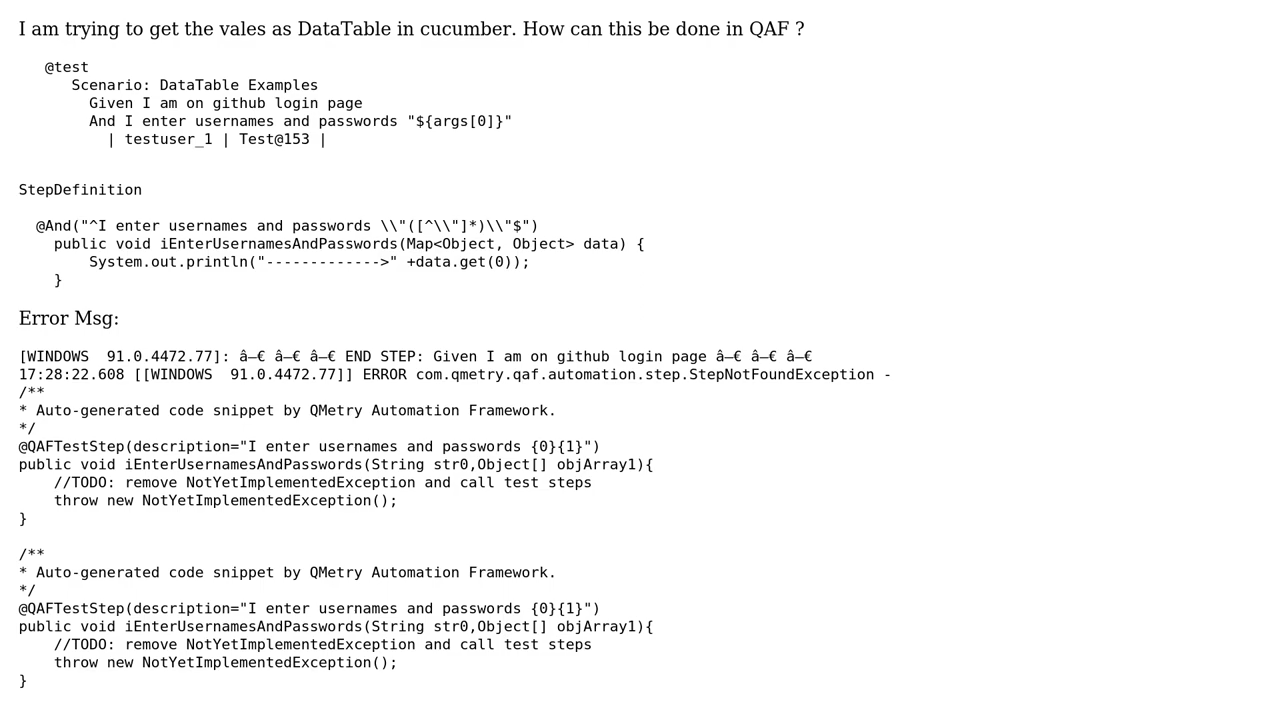 I am trying to get the vales as DataTable in cucumber. How can this be done in QAF ?
@test
Scenario: DataTable Examples
Given I am on github login page
And I enter usernames and passwords "${args[0]}"
| testuser_1 | Test@153 |
StepDefinition
@And("^I enter usernames and passwords \\"([^\\"]*)\\"$")
public void iEnterUsernamesAndPasswords(Map<Object, Object> data) {
System.out.println("------------->" +data.get(0));
}
Error Msg:
[WINDOWS  91.0.4472.77]: â–€ â–€ â–€ END STEP: Given I am on github login page â–€ â–€ â–€
17:28:22.608 [[WINDOWS  91.0.4472.77]] ERROR com.qmetry.qaf.automation.step.StepNotFoundException -
/**
* Auto-generated code snippet by QMetry Automation Framework.
*/
@QAFTestStep(description="I enter usernames and passwords {0}{1}")
public void iEnterUsernamesAndPasswords(String str0,Object[] objArray1){
//TODO: remove NotYetImplementedException and call test steps
throw new NotYetImplementedException();
}
/**
* Auto-generated code snippet by QMetry Automation Framework.
*/
@QAFTestStep(description="I enter usernames and passwords {0}{1}")
public void iEnterUsernamesAndPasswords(String str0,Object[] objArray1){
//TODO: remove NotYetImplementedException and call test steps
throw new NotYetImplementedException();
}